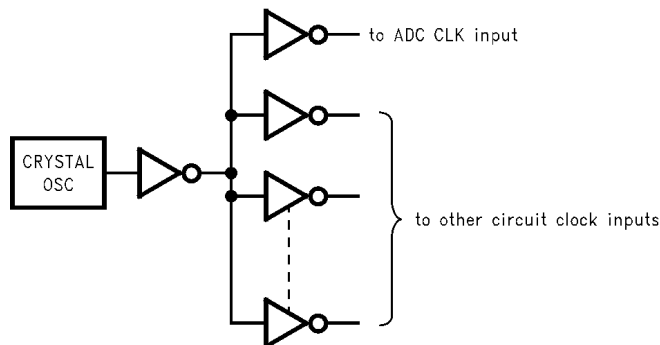 to ADC CLK input
CRYSTAL
OSC
to other circuit clock inputs